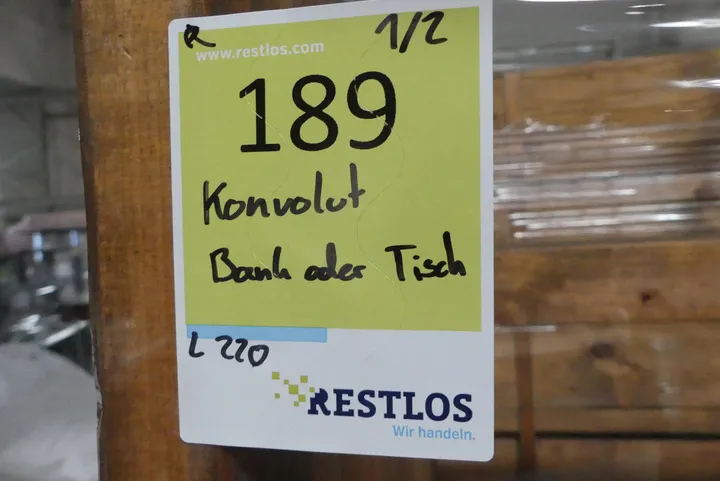 R 1/2
www.restlos.com
189
Konvolut
Bank oder Tisch
L 220
RESTLOS
Wir handeln.